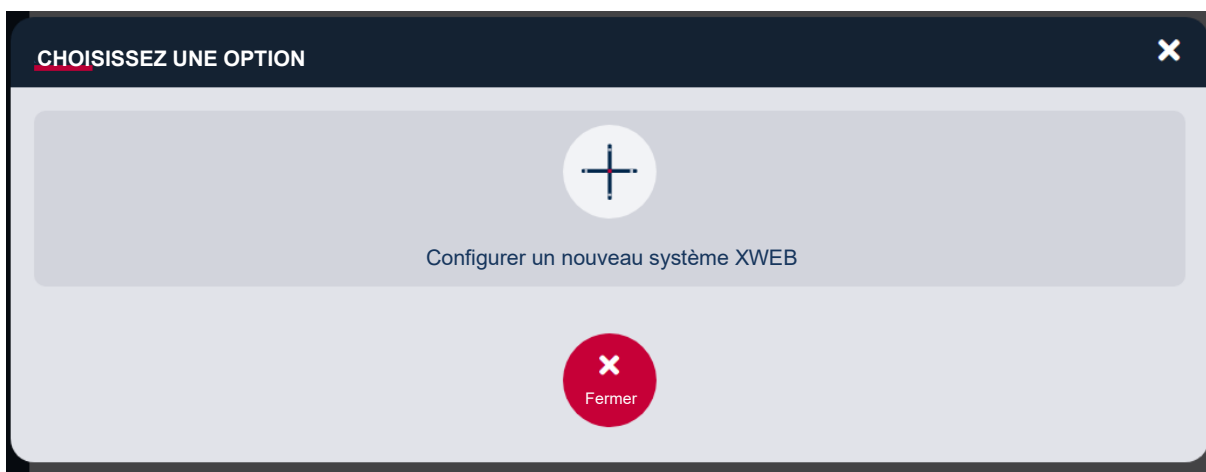 CHOISISSEZ UNE OPTION
Configurer un nouveau système XWEB
Fermer